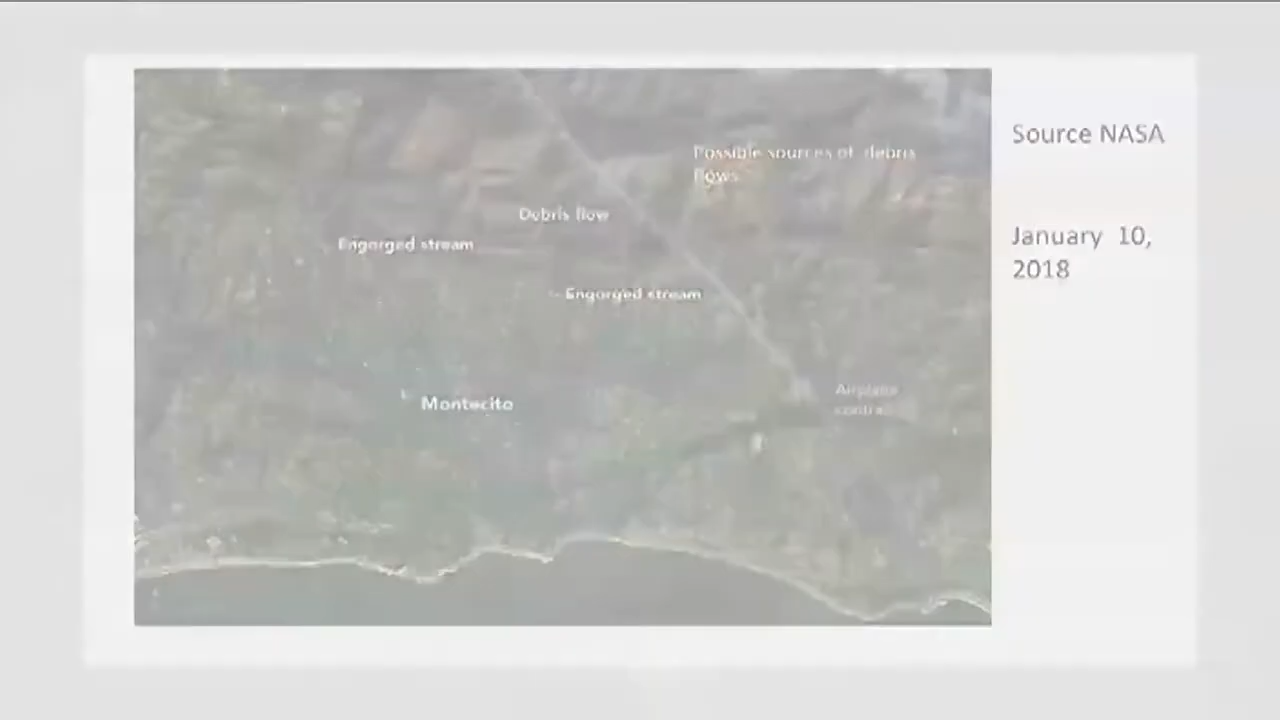 Source NASA
Possible sources of debris
flows
Debris flow
January 10,
2018
Engorged stream
Engorged stream
Airplane
contrail
Montecito